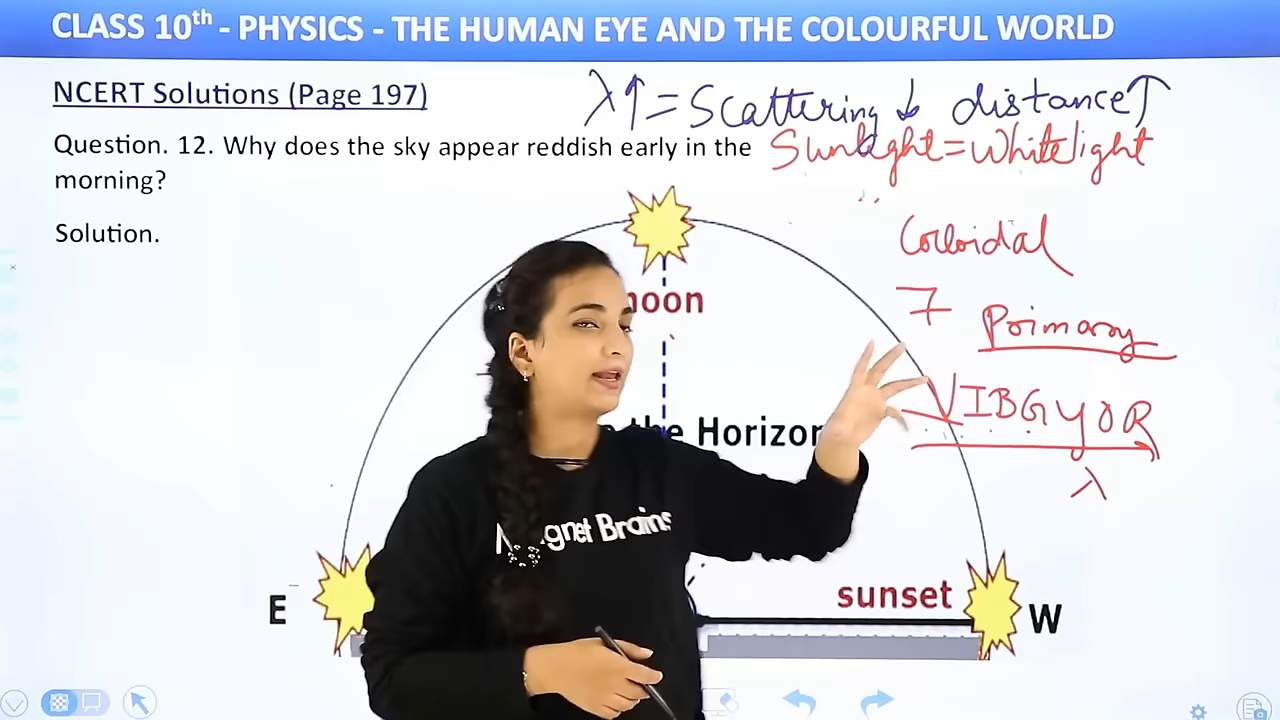 CLASS 10th - PHYSICS - THE HUMAN EYE AND THE COLOURFUL WORLD
NCERT Solutions (Page 197)
λ↑ = Scattering ↓ distance↑
Question. 12. Why does the sky appear reddish early in the
morning?
Sunlight = White light
Solution.
Colloidal
noon
7 Primary
VIBGYOR
the Horizon
λ
Magnet Brains
sunset
E
W